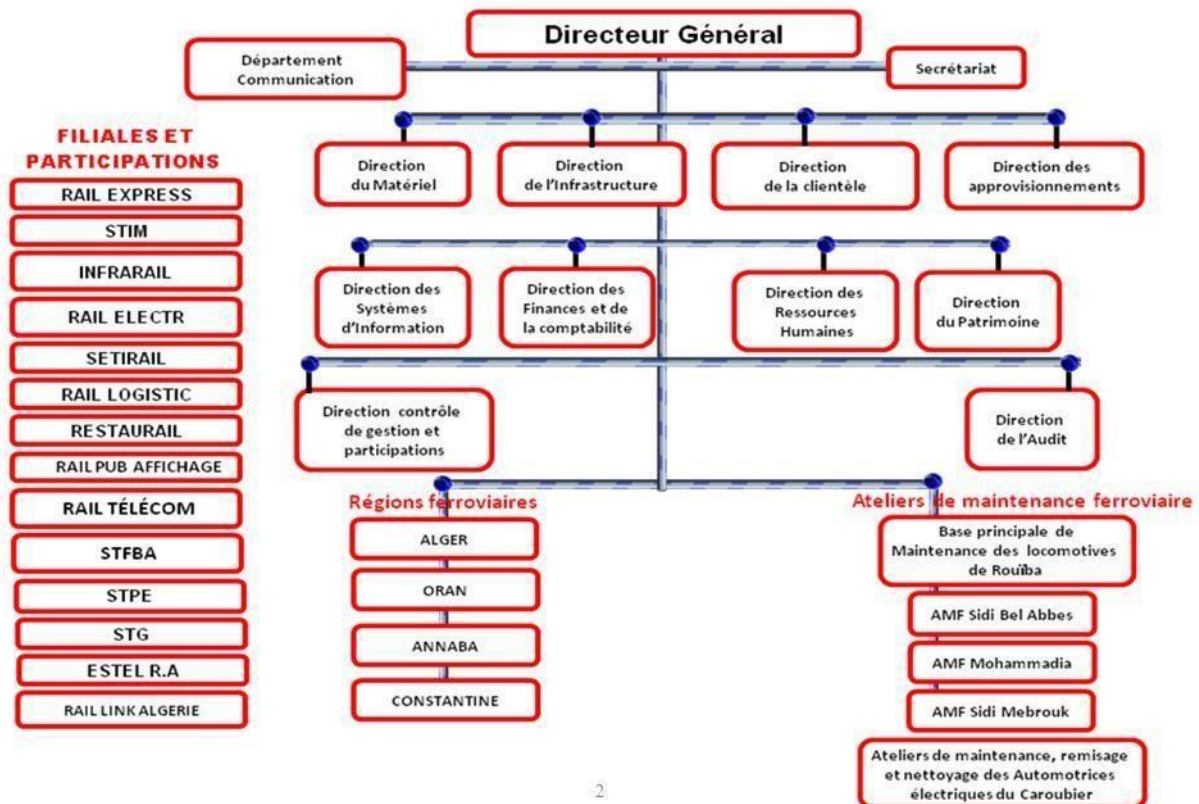 Directeur Général
Département
Communication
Secrétariat
FILIALES ET
PARTICIPATIONS
RAIL EXPRESS
STIM
INFRARAIL
RAIL ELECTR
SETIRAIL
RAIL LOGISTIC
RESTAURAIL
RAIL PUB AFFICHAGE
RAIL TÉLÉCOM
STFBA
STPE
STG
ESTEL R.A
RAIL LINK ALGERIE
Direction
du Matériel
Direction
de l'Infrastructure
Direction
de la clientèle
Direction des
approvisionnements
Direction des
Systèmes
d'Information
Direction des
Finances et de
la comptabilité
Direction des
Ressources
Humaines
Direction
du Patrimoine
Direction contrôle
de gestion et
participations
Direction
de l'Audit
Régions ferroviaires
ALGER
ORAN
ANNABA
CONSTANTINE
Ateliers de maintenance ferroviaire
Base principale de
Maintenance des locomotives
de Rouïba
AMF Sidi Bel Abbes
AMF Mohammadia
AMF Sidi Mebrouk
Ateliers de maintenance, remisage
et nettoyage des Automotrices
électriques du Caroubier
2